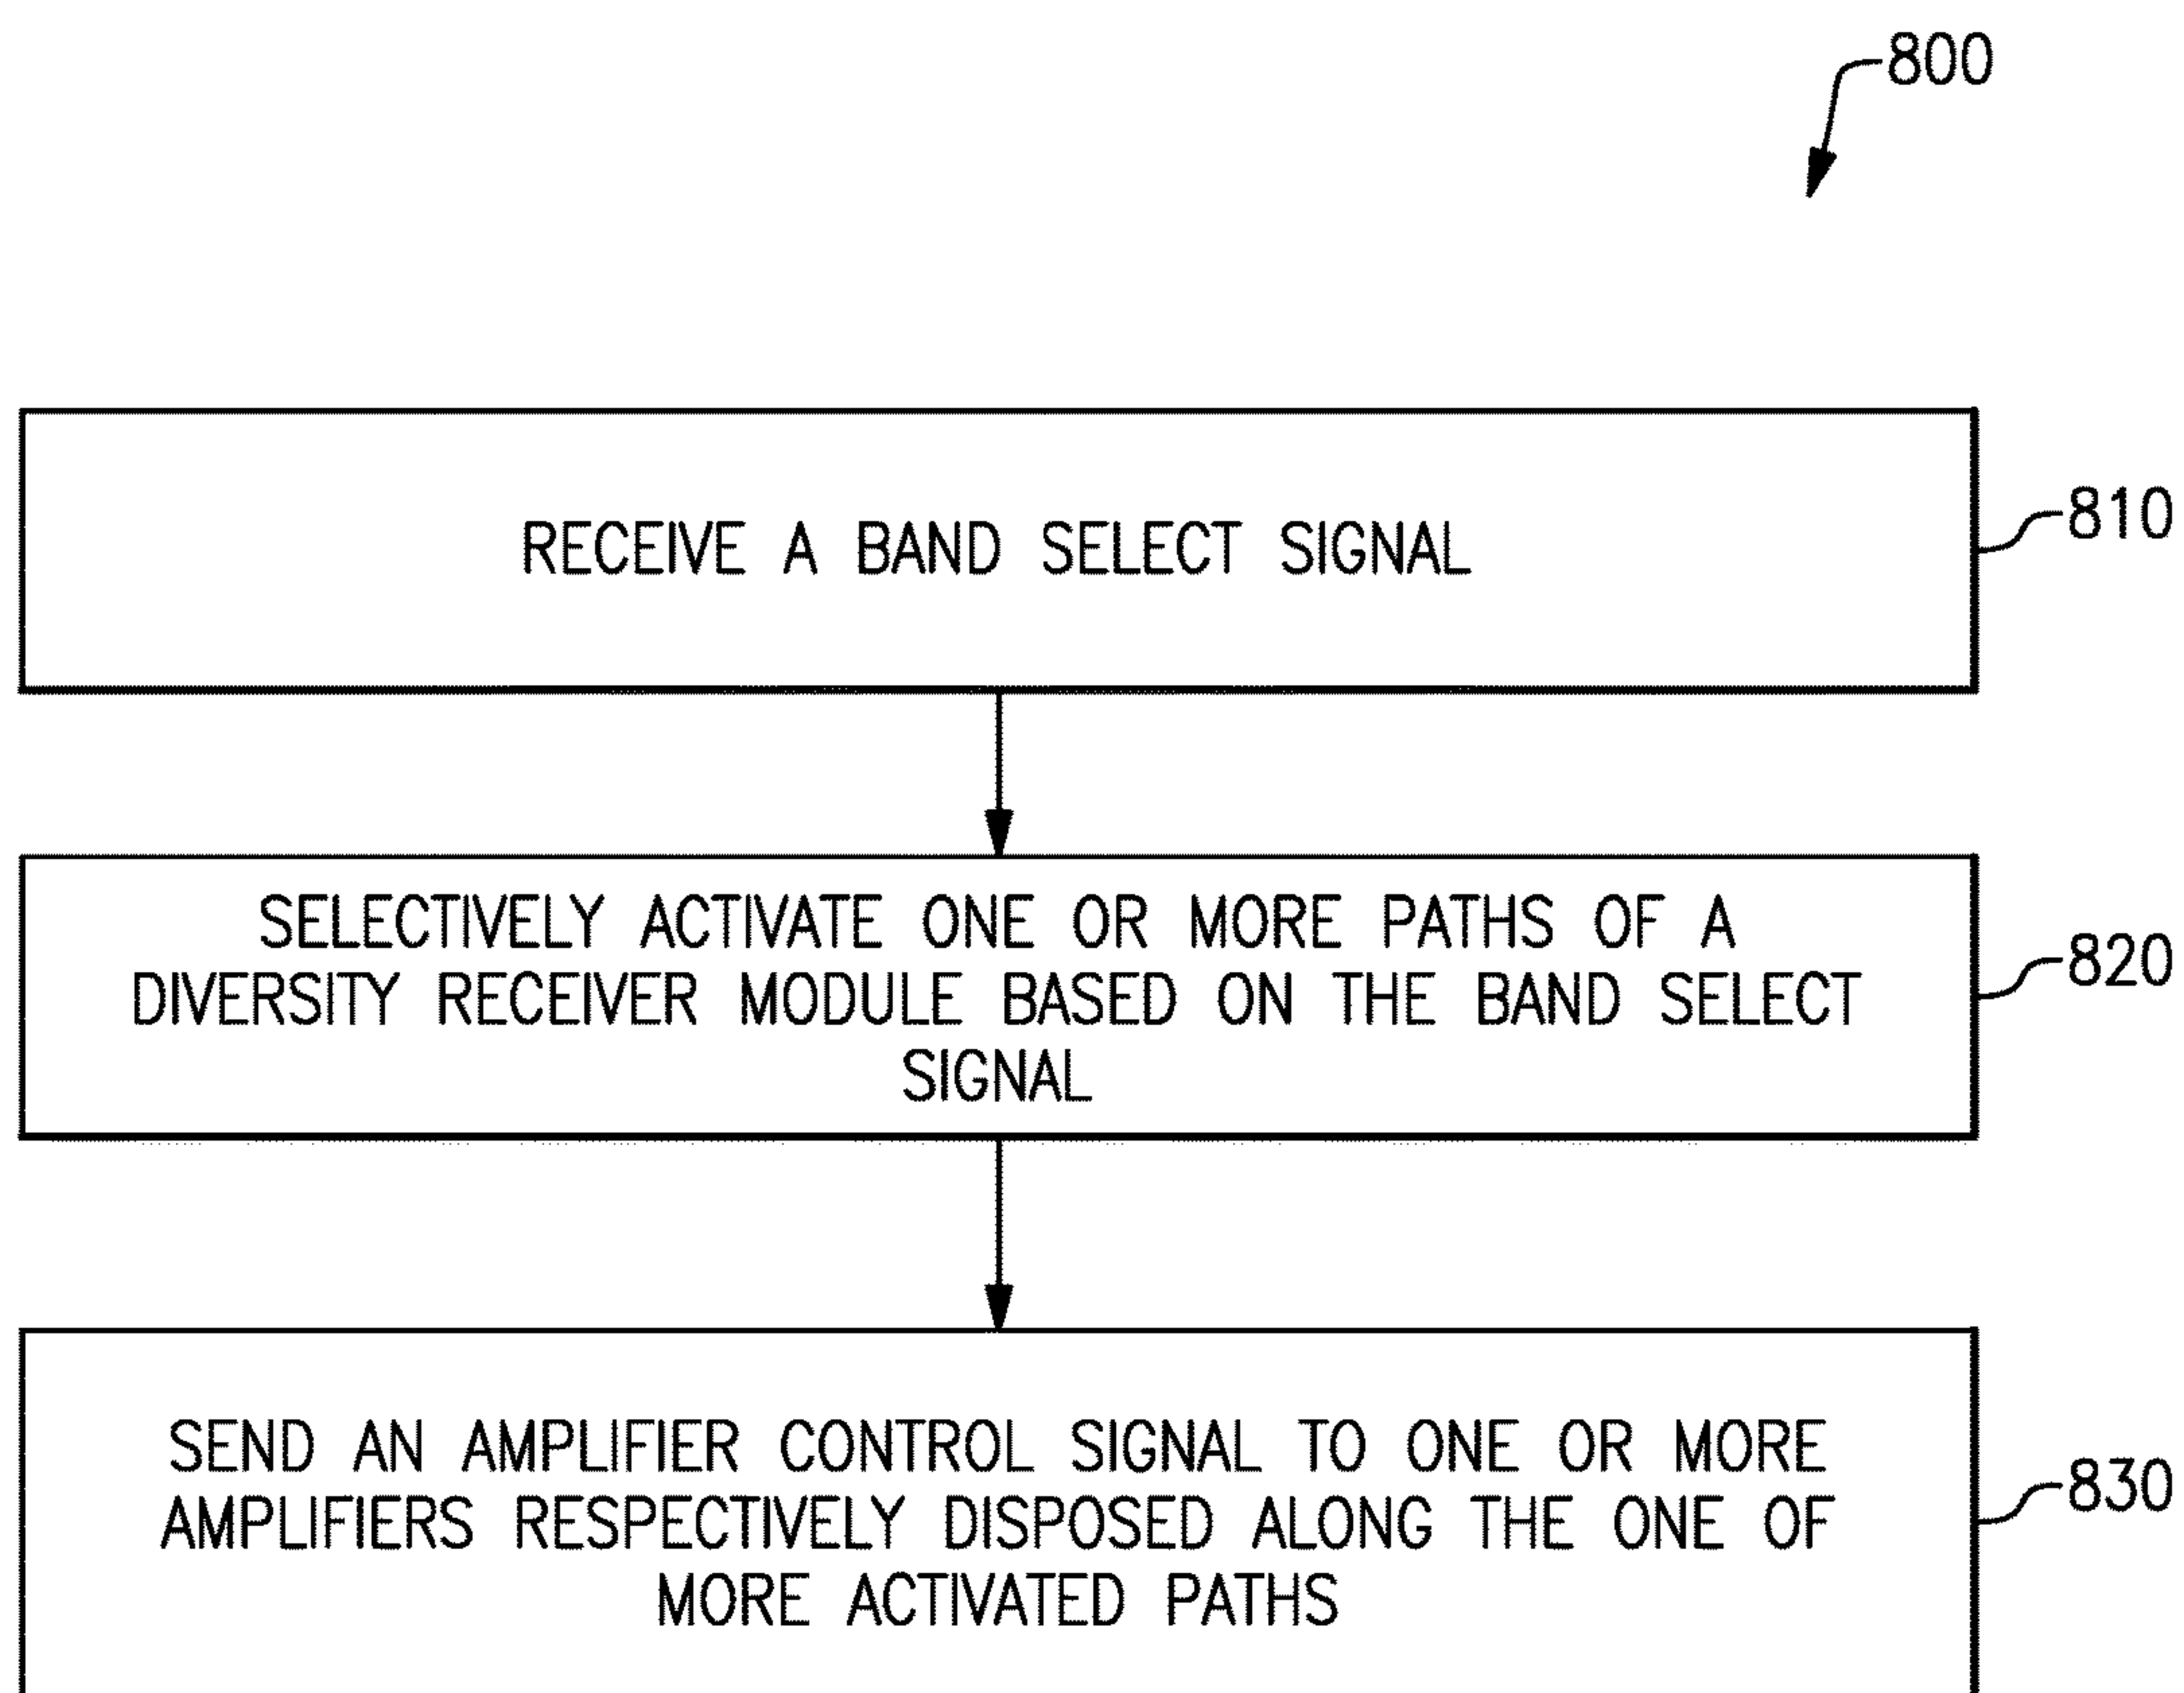 800
RECEIVE A BAND SELECT SIGNAL
810
SELECTIVELY ACTIVATE ONE OR MORE PATHS OF A
DIVERSITY RECEIVER MODULE BASED ON THE BAND SELECT
SIGNAL
820
SEND AN AMPLIFIER CONTROL SIGNAL TO ONE OR MORE
AMPLIFIERS RESPECTIVELY DISPOSED ALONG THE ONE OF
MORE ACTIVATED PATHS
830